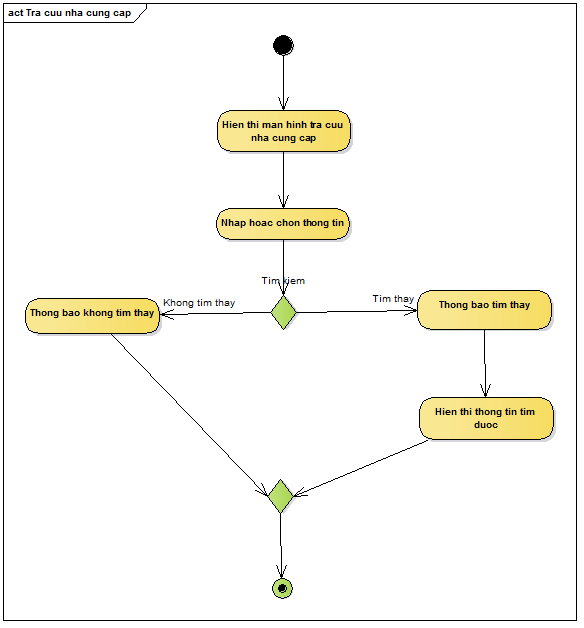 act Tra cuu nha cung cap
Hien thi man hinh tra cuu
nha cung cap
Nhap hoac chon thong tin
Tim kiem
Khong tim thay
Tim thay
Thong bao khong tim thay
Thong bao tim thay
Hien thi thong tin tim
duoc